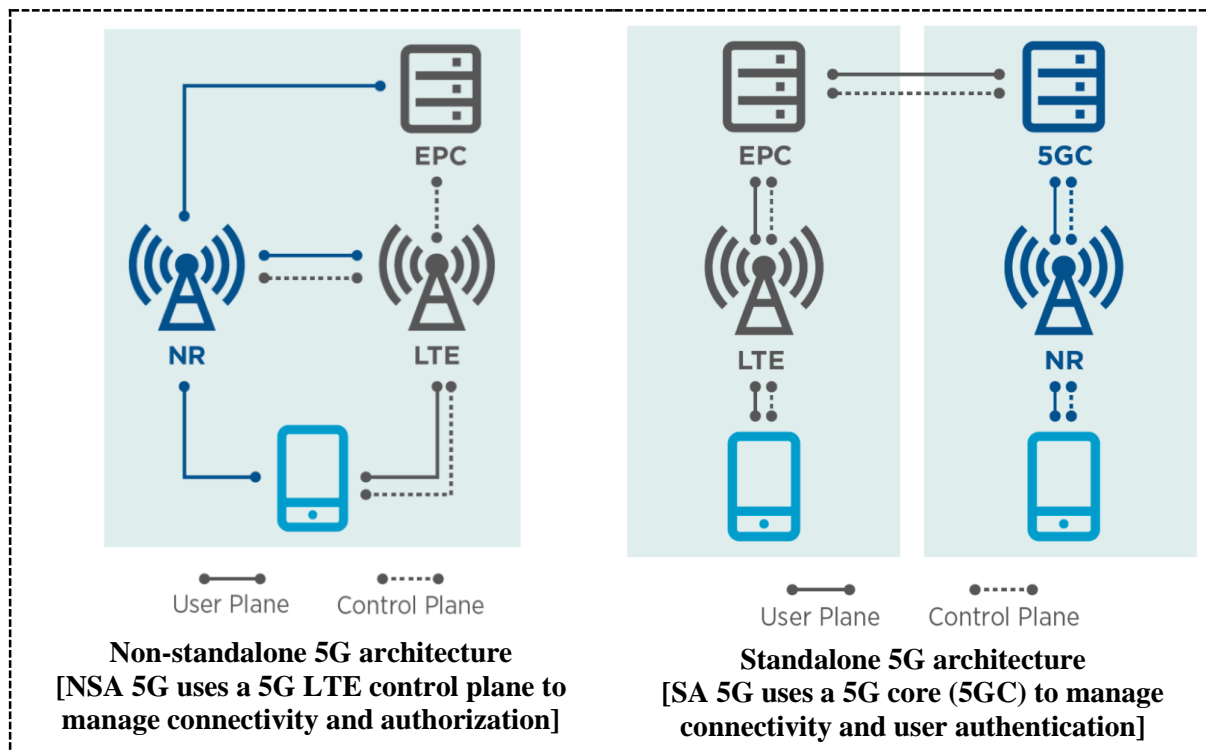 EPC
NR
LTE
User Plane
Control Plane
Non-standalone 5G architecture
[NSA 5G uses a 5G LTE control plane to
manage connectivity and authorization]
EPC
5GC
LTE
NR
User Plane
Control Plane
Standalone 5G architecture
[SA 5G uses a 5G core (5GC) to manage
connectivity and user authentication]